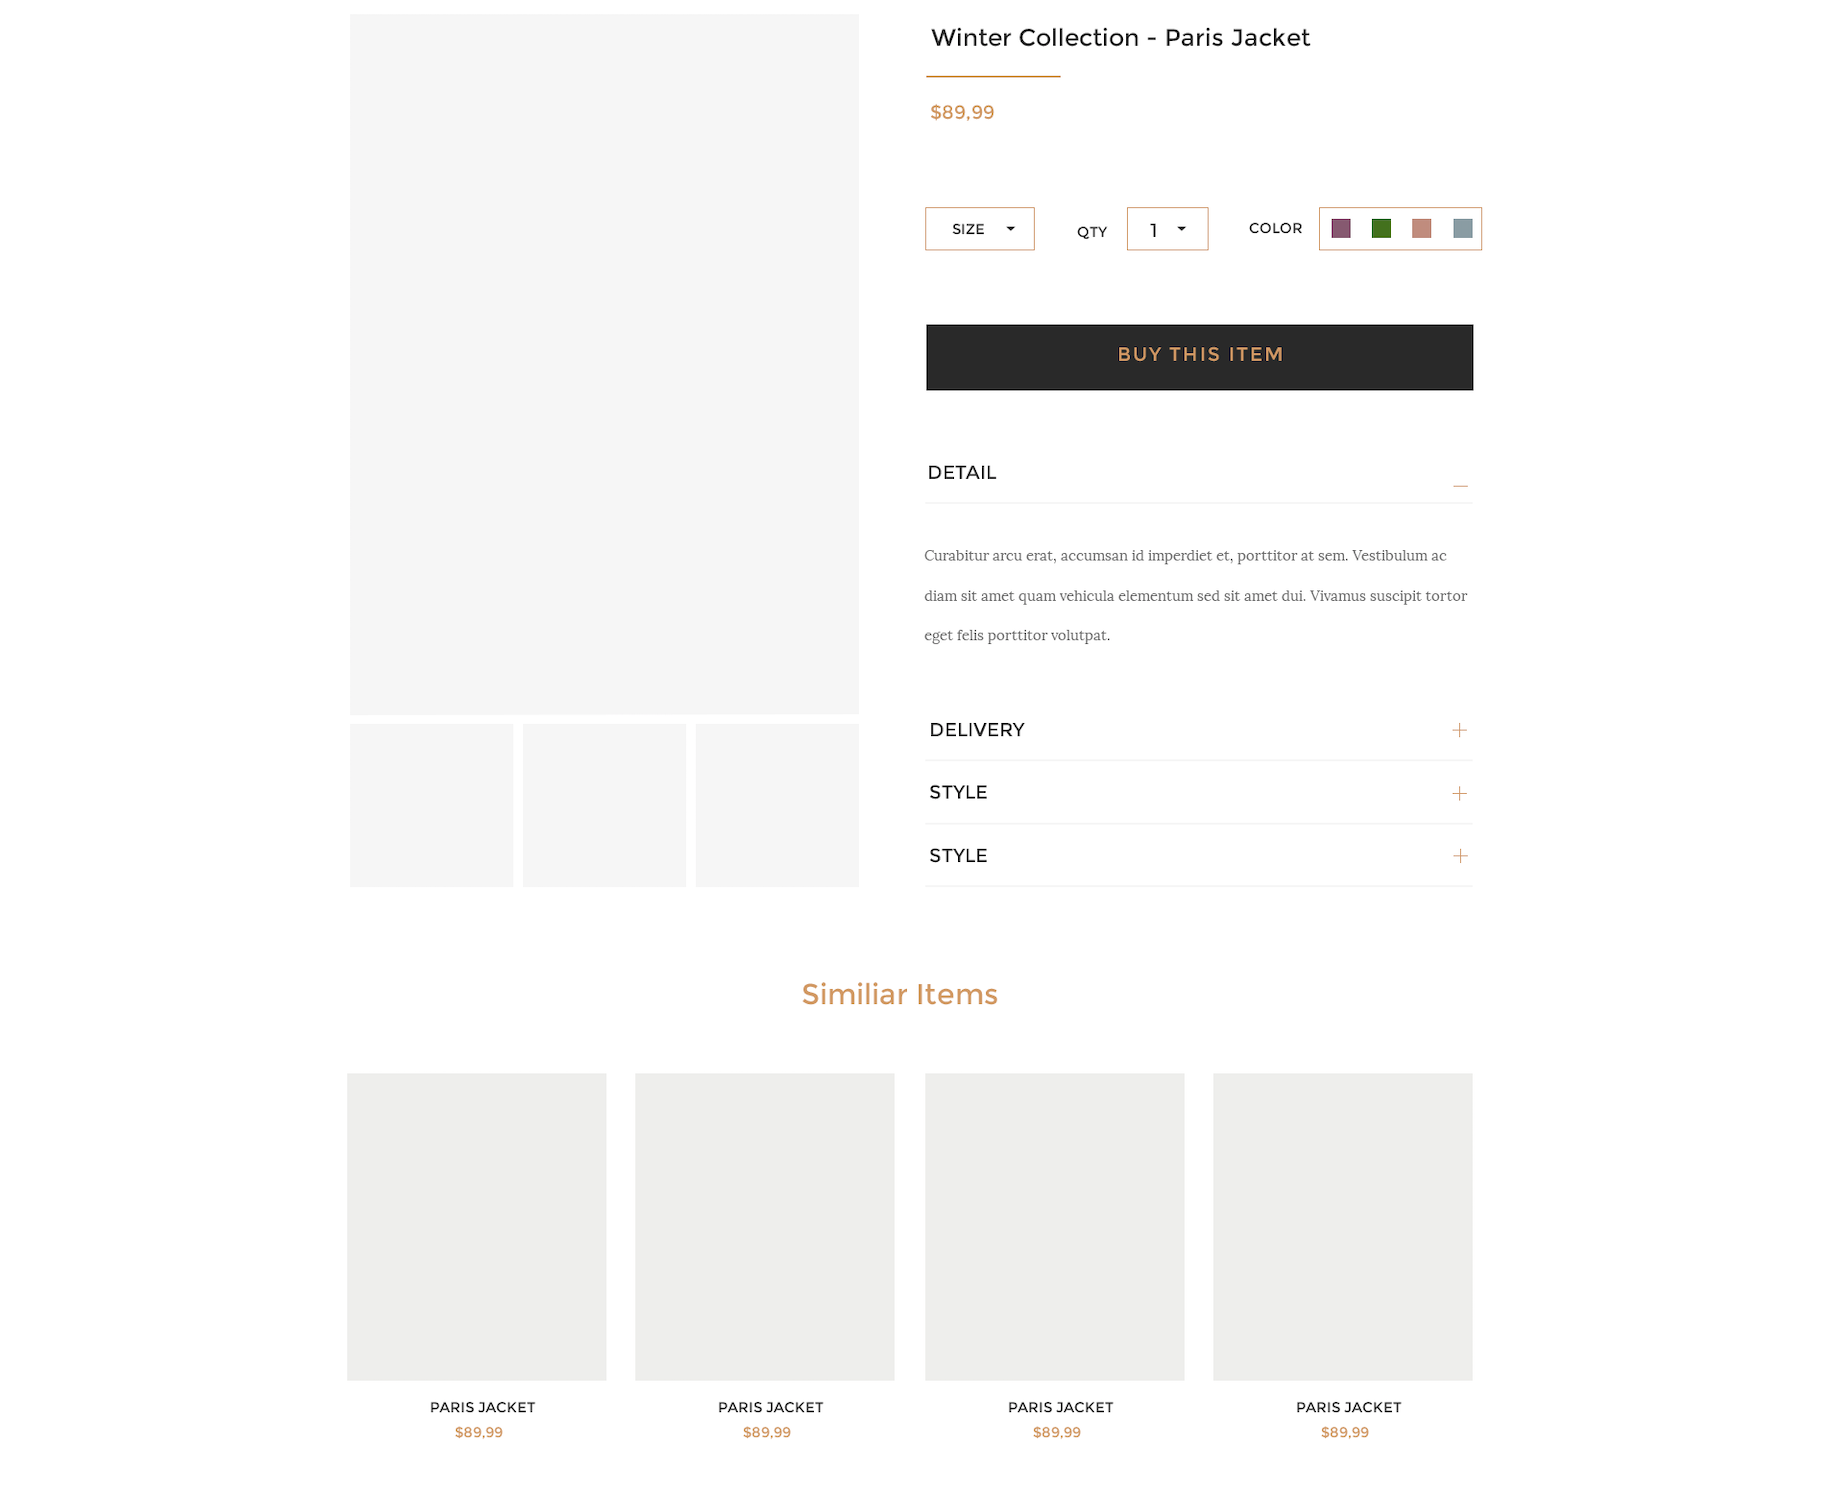 Winter Collection - Paris Jacket
$89,99
SIZE
QTY
1
COLOR
BUY THIS ITEM
DETAIL
Curabitur arcu erat, accumsan id imperdiet et, porttitor at sem. Vestibulum ac
diam sit amet quam vehicula elementum sed sit amet dui. Vivamus suscipit tortor
eget felis porttitor volutpat.
DELIVERY
STYLE
STYLE
Similiar Items
PARIS JACKET
$89,99
PARIS JACKET
$89,99
PARIS JACKET
$89,99
PARIS JACKET
$89,99